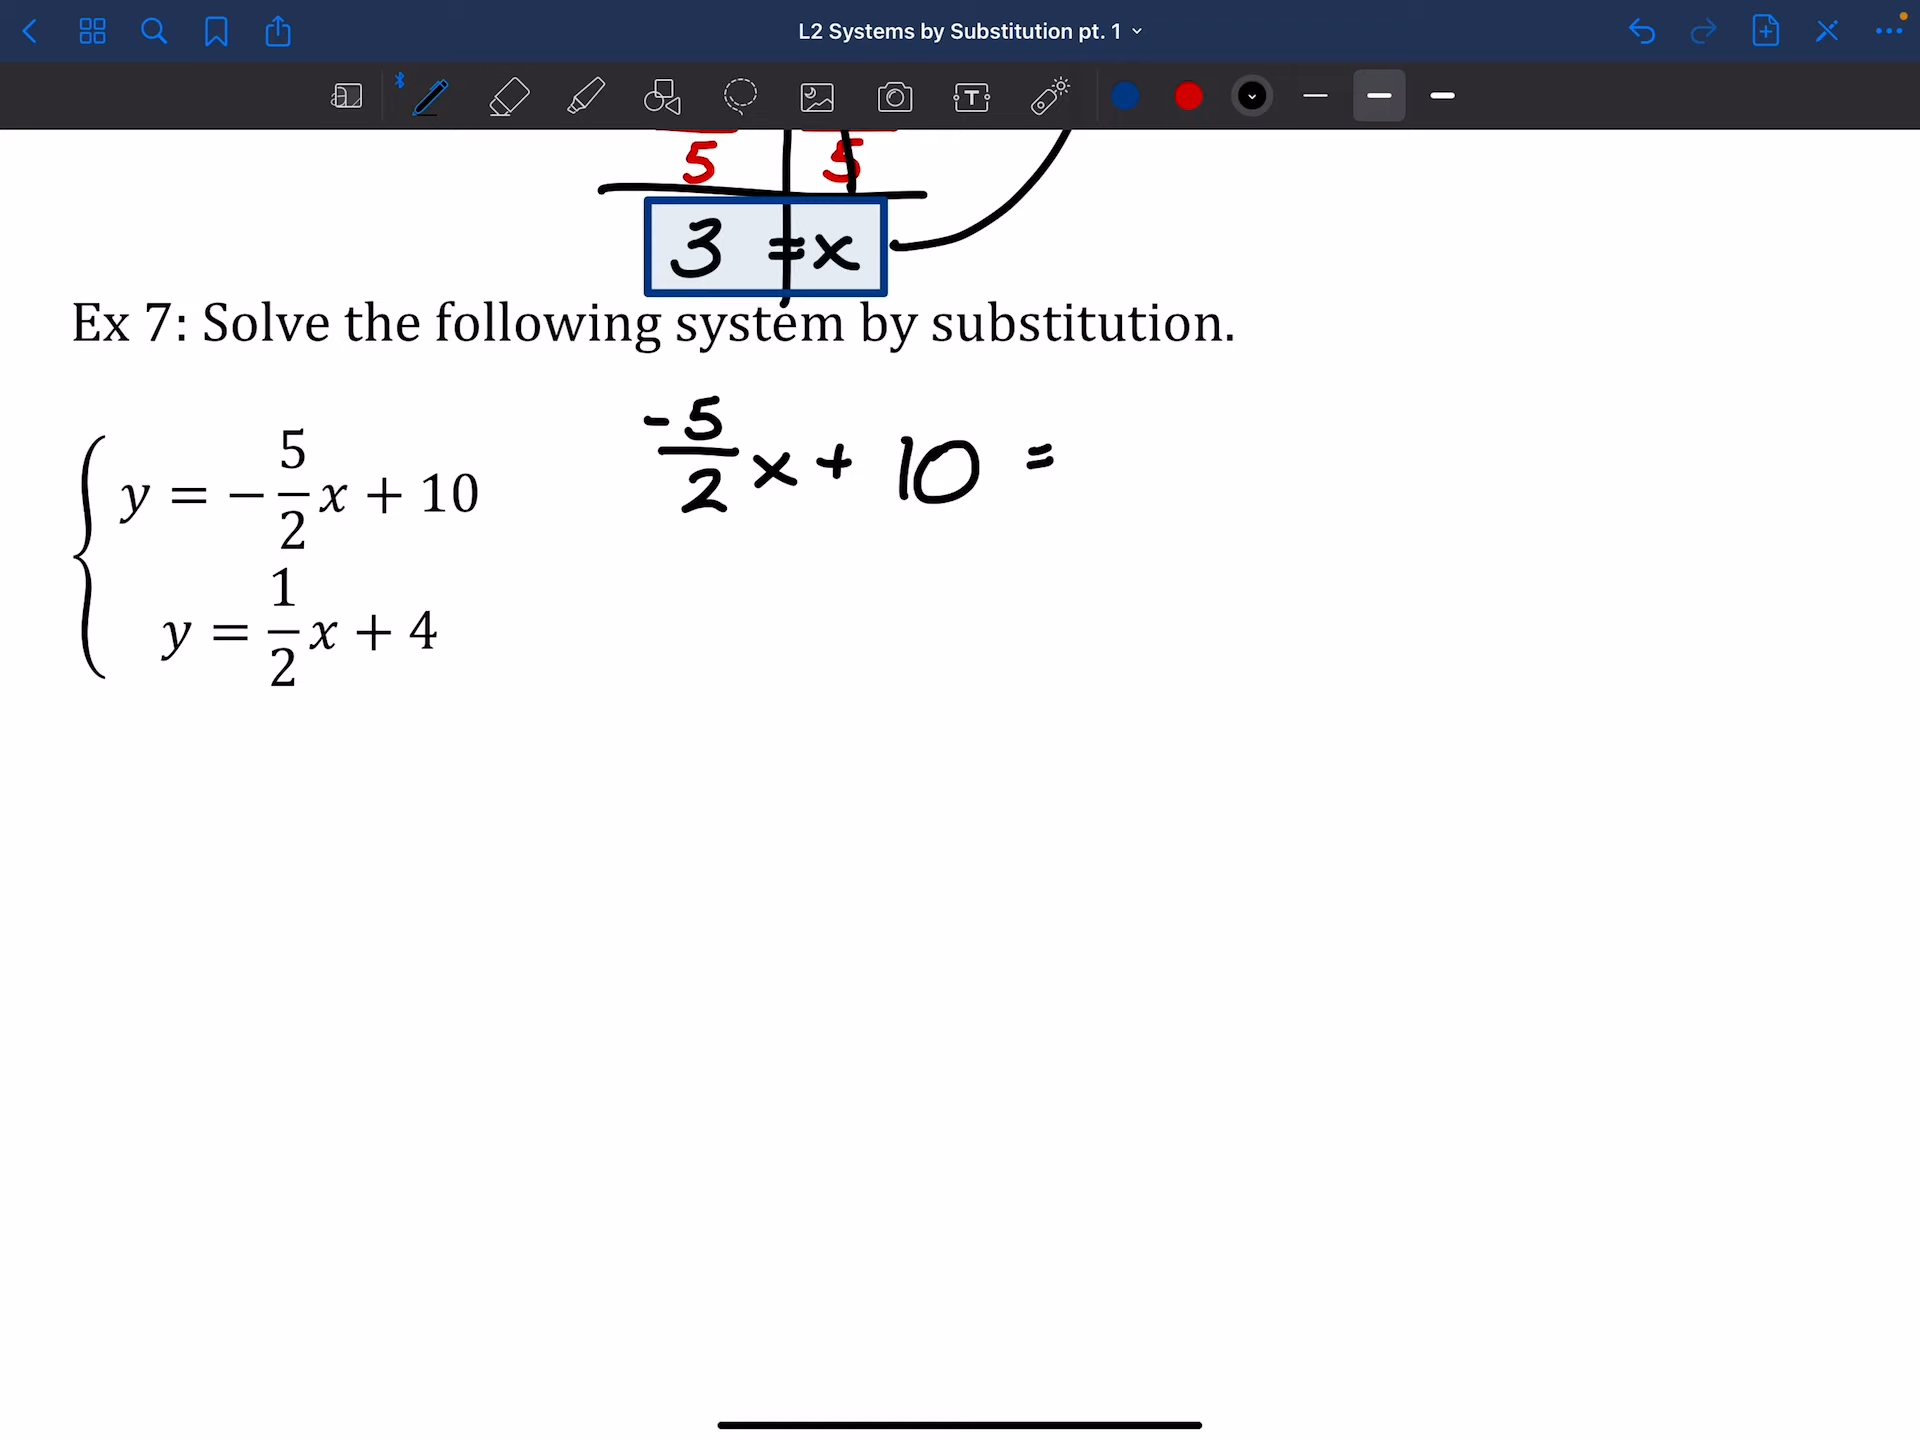 L2 Systems by Substitution pt. 1
5 5
3 = x
Ex 7: Solve the following system by substitution.
-5/2 x + 10 =
y = −5/2 x + 10
y = 1/2 x + 4